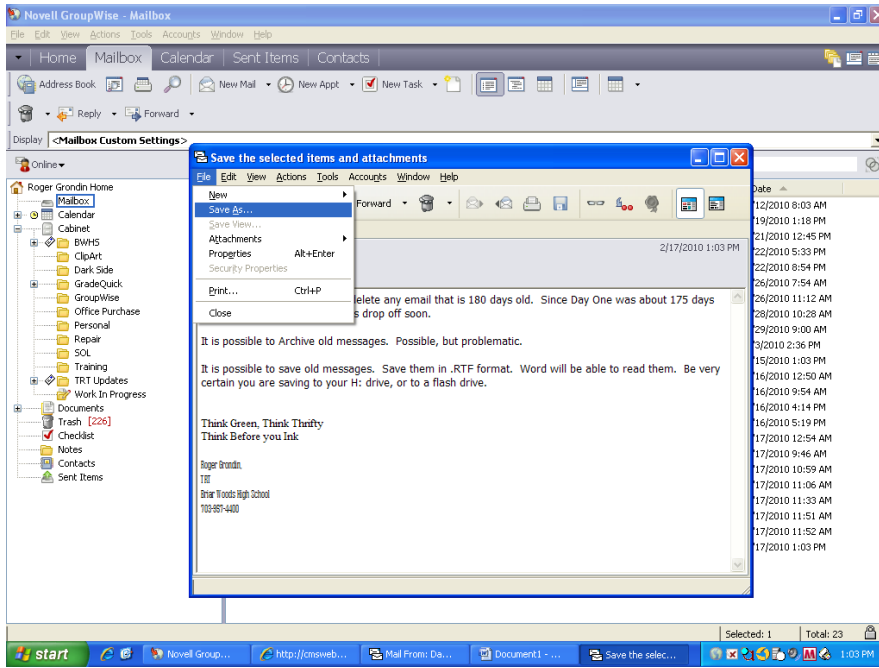 Novell GroupWise - Mailbox
File Edit View Actions Tools Accounts Window Help
Home Mailbox Calendar Sent Items Contacts
Address Book New Mail New Appt New Task
Reply Forward
Display <Mailbox Custom Settings>
Online
Roger Grondin Home
Mailbox
Calendar
Cabinet
BWHS
ClipArt
Dark Side
GradeQuick
GroupWise
Office Purchase
Personal
Repair
SOL
Training
TRT Updates
Work In Progress
Documents
Trash [226]
Checklist
Notes
Contacts
Sent Items
Save the selected items and attachments
File Edit View Actions Tools Accounts Window Help
Forward
New
Save As...
Save View...
Attachments
Properties Alt+Enter
Security Properties
Print... Ctrl+P
Close
2/17/2010 1:03 PM
delete any email that is 180 days old. Since Day One was about 175 days
drop off soon.
It is possible to Archive old messages. Possible, but problematic.
It is possible to save old messages. Save them in .RTF format. Word will be able to read them. Be very
certain you are saving to your H: drive, or to a flash drive.
Think Green, Think Thrifty
Think Before you Ink
Roger Grondin,
TRT
Briar Woods High School
703-957-4400
Date
12/2010 8:03 AM
19/2010 1:18 PM
21/2010 12:45 PM
22/2010 5:33 PM
22/2010 8:54 PM
26/2010 7:54 AM
26/2010 11:12 AM
28/2010 10:28 AM
29/2010 9:00 AM
3/2010 2:36 PM
15/2010 1:03 PM
16/2010 12:50 AM
16/2010 9:54 AM
16/2010 4:14 PM
16/2010 5:19 PM
17/2010 12:54 AM
17/2010 9:46 AM
17/2010 10:59 AM
17/2010 11:06 AM
17/2010 11:33 AM
17/2010 11:51 AM
17/2010 11:52 AM
17/2010 1:03 PM
Selected: 1 Total: 23
start Novell Group... http://cmsweb... Mail From: Da... Document1 - ... Save the selec... 1:03 PM